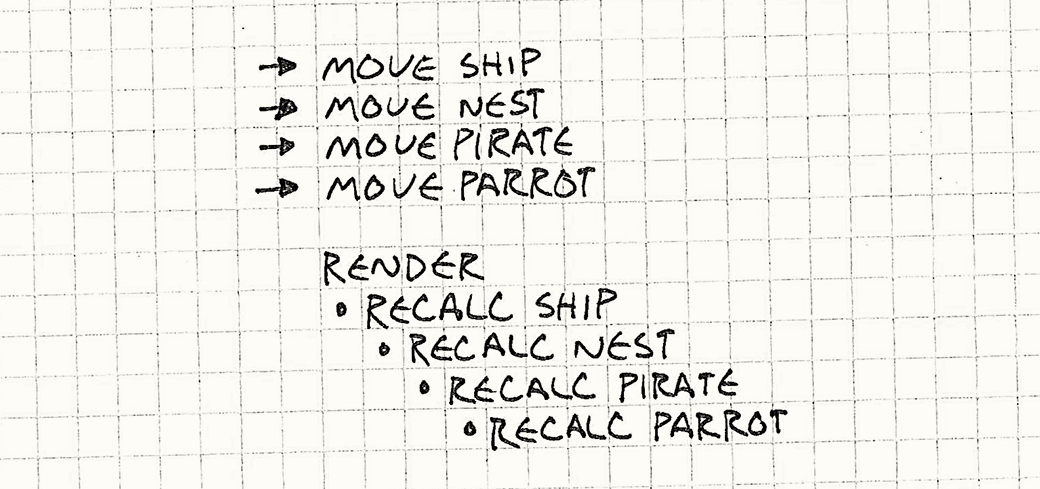 → MOVE SHIP
→ MOVE NEST
→ MOVE PIRATE
→ MOVE PARROT
RENDER
• RECALC SHIP
• RECALC NEST
• RECALC PIRATE
• RECALC PARROT